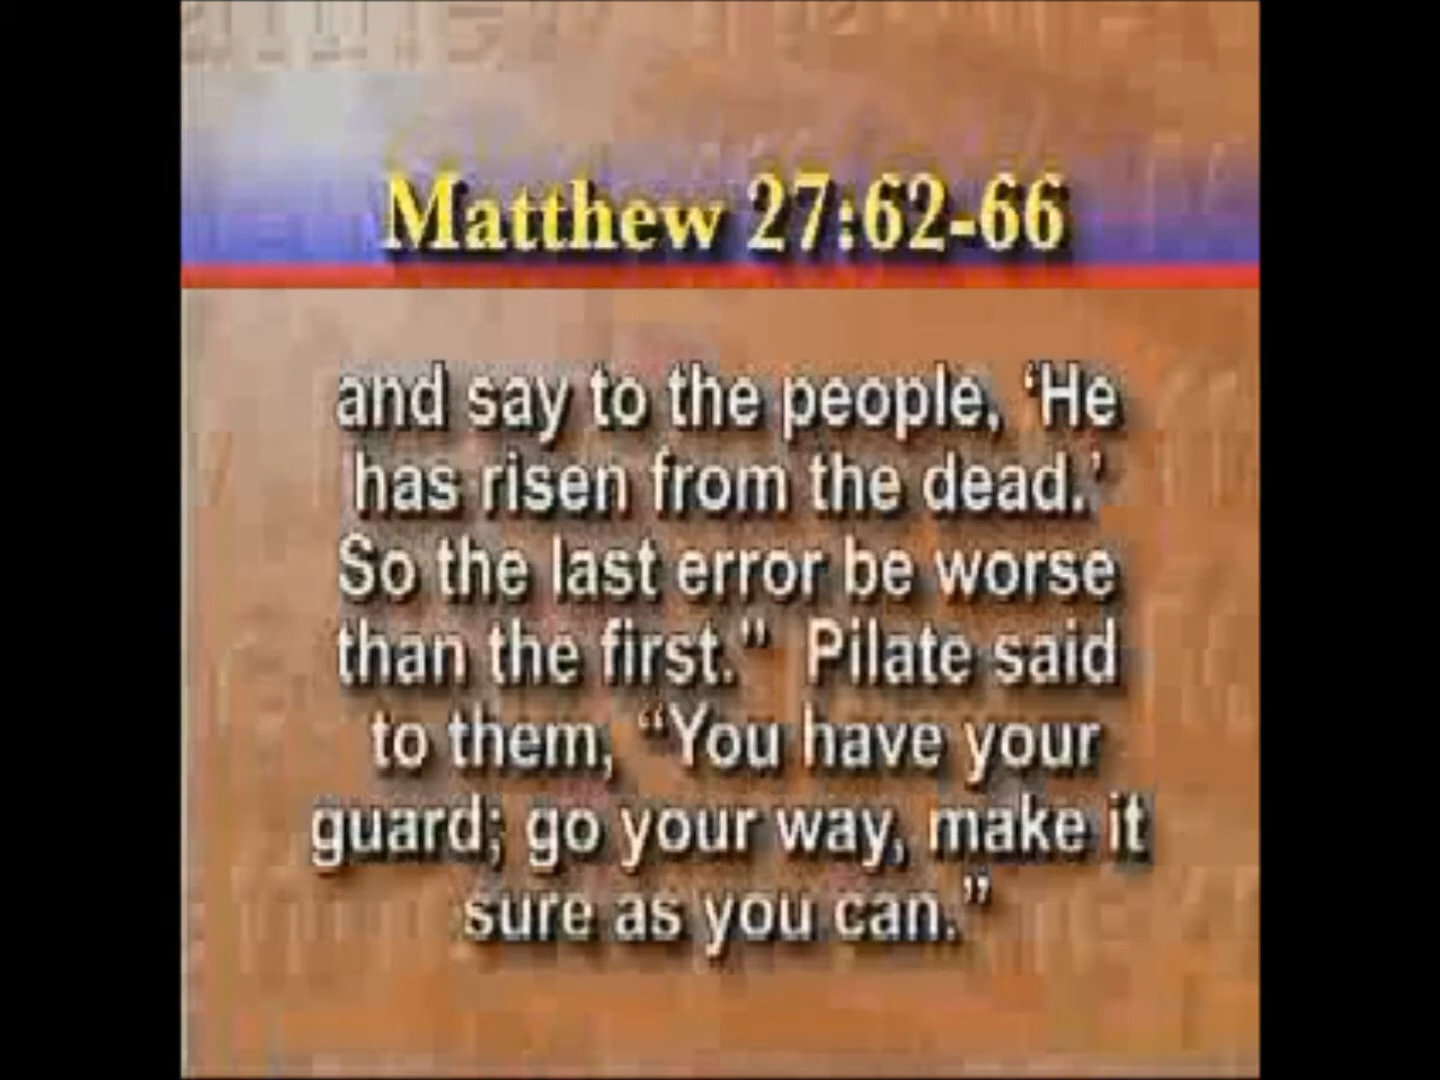 Matthew 27:62-66
and say to the people, ‘He
has risen from the dead.’
So the last error be worse
than the first." Pilate said
to them, “You have your
guard; go your way, make it
sure as you can.”